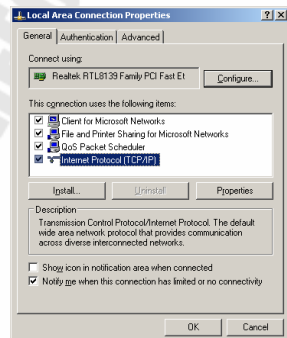 Local Area Connection Properties
General Authentication Advanced
Connect using:
Realtek RTL8139 Family PCI Fast Et Configure...
This connection uses the following items:
Client for Microsoft Networks
File and Printer Sharing for Microsoft Networks
QoS Packet Scheduler
Internet Protocol (TCP/IP)
Install... Uninstall Properties
Description
Transmission Control Protocol/Internet Protocol. The default
wide area network protocol that provides communication
across diverse interconnected networks.
Show icon in notification area when connected
Notify me when this connection has limited or no connectivity
OK Cancel